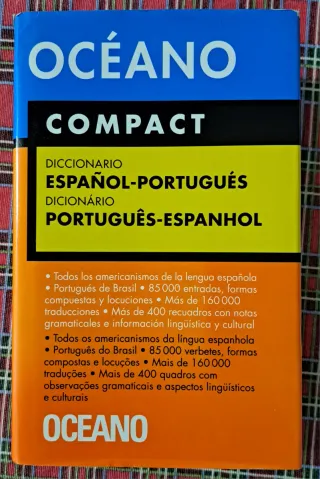 OCÉANO
COMPACT
DICCIONARIO
ESPAÑOL-PORTUGUÉS
DICIONÁRIO
PORTUGUÊS-ESPANHOL
• Todos los americanismos de la lengua española
• Portugués de Brasil • 85 000 entradas, formas
compuestas y locuciones • Más de 160 000
traducciones • Más de 400 recuadros con notas
gramaticales e información lingüística y cultural
• Todos os americanismos da língua espanhola
• Português do Brasil • 85 000 verbetes, formas
compostas e locuções • Mais de 160 000
traduções • Mais de 400 quadros com
observações gramaticais e aspectos lingüísticos
e culturais
OCEANO